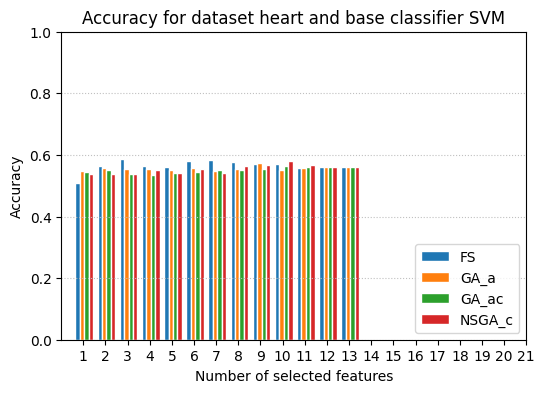 Accuracy for dataset heart and base classifier SVM
1.0
0.8
0.6
0.4
0.2
0.0
Accuracy
FS
GA_a
GA_ac
NSGA_c
1 2 3 4 5 6 7 8 9 10 11 12 13 14 15 16 17 18 19 20 21
Number of selected features